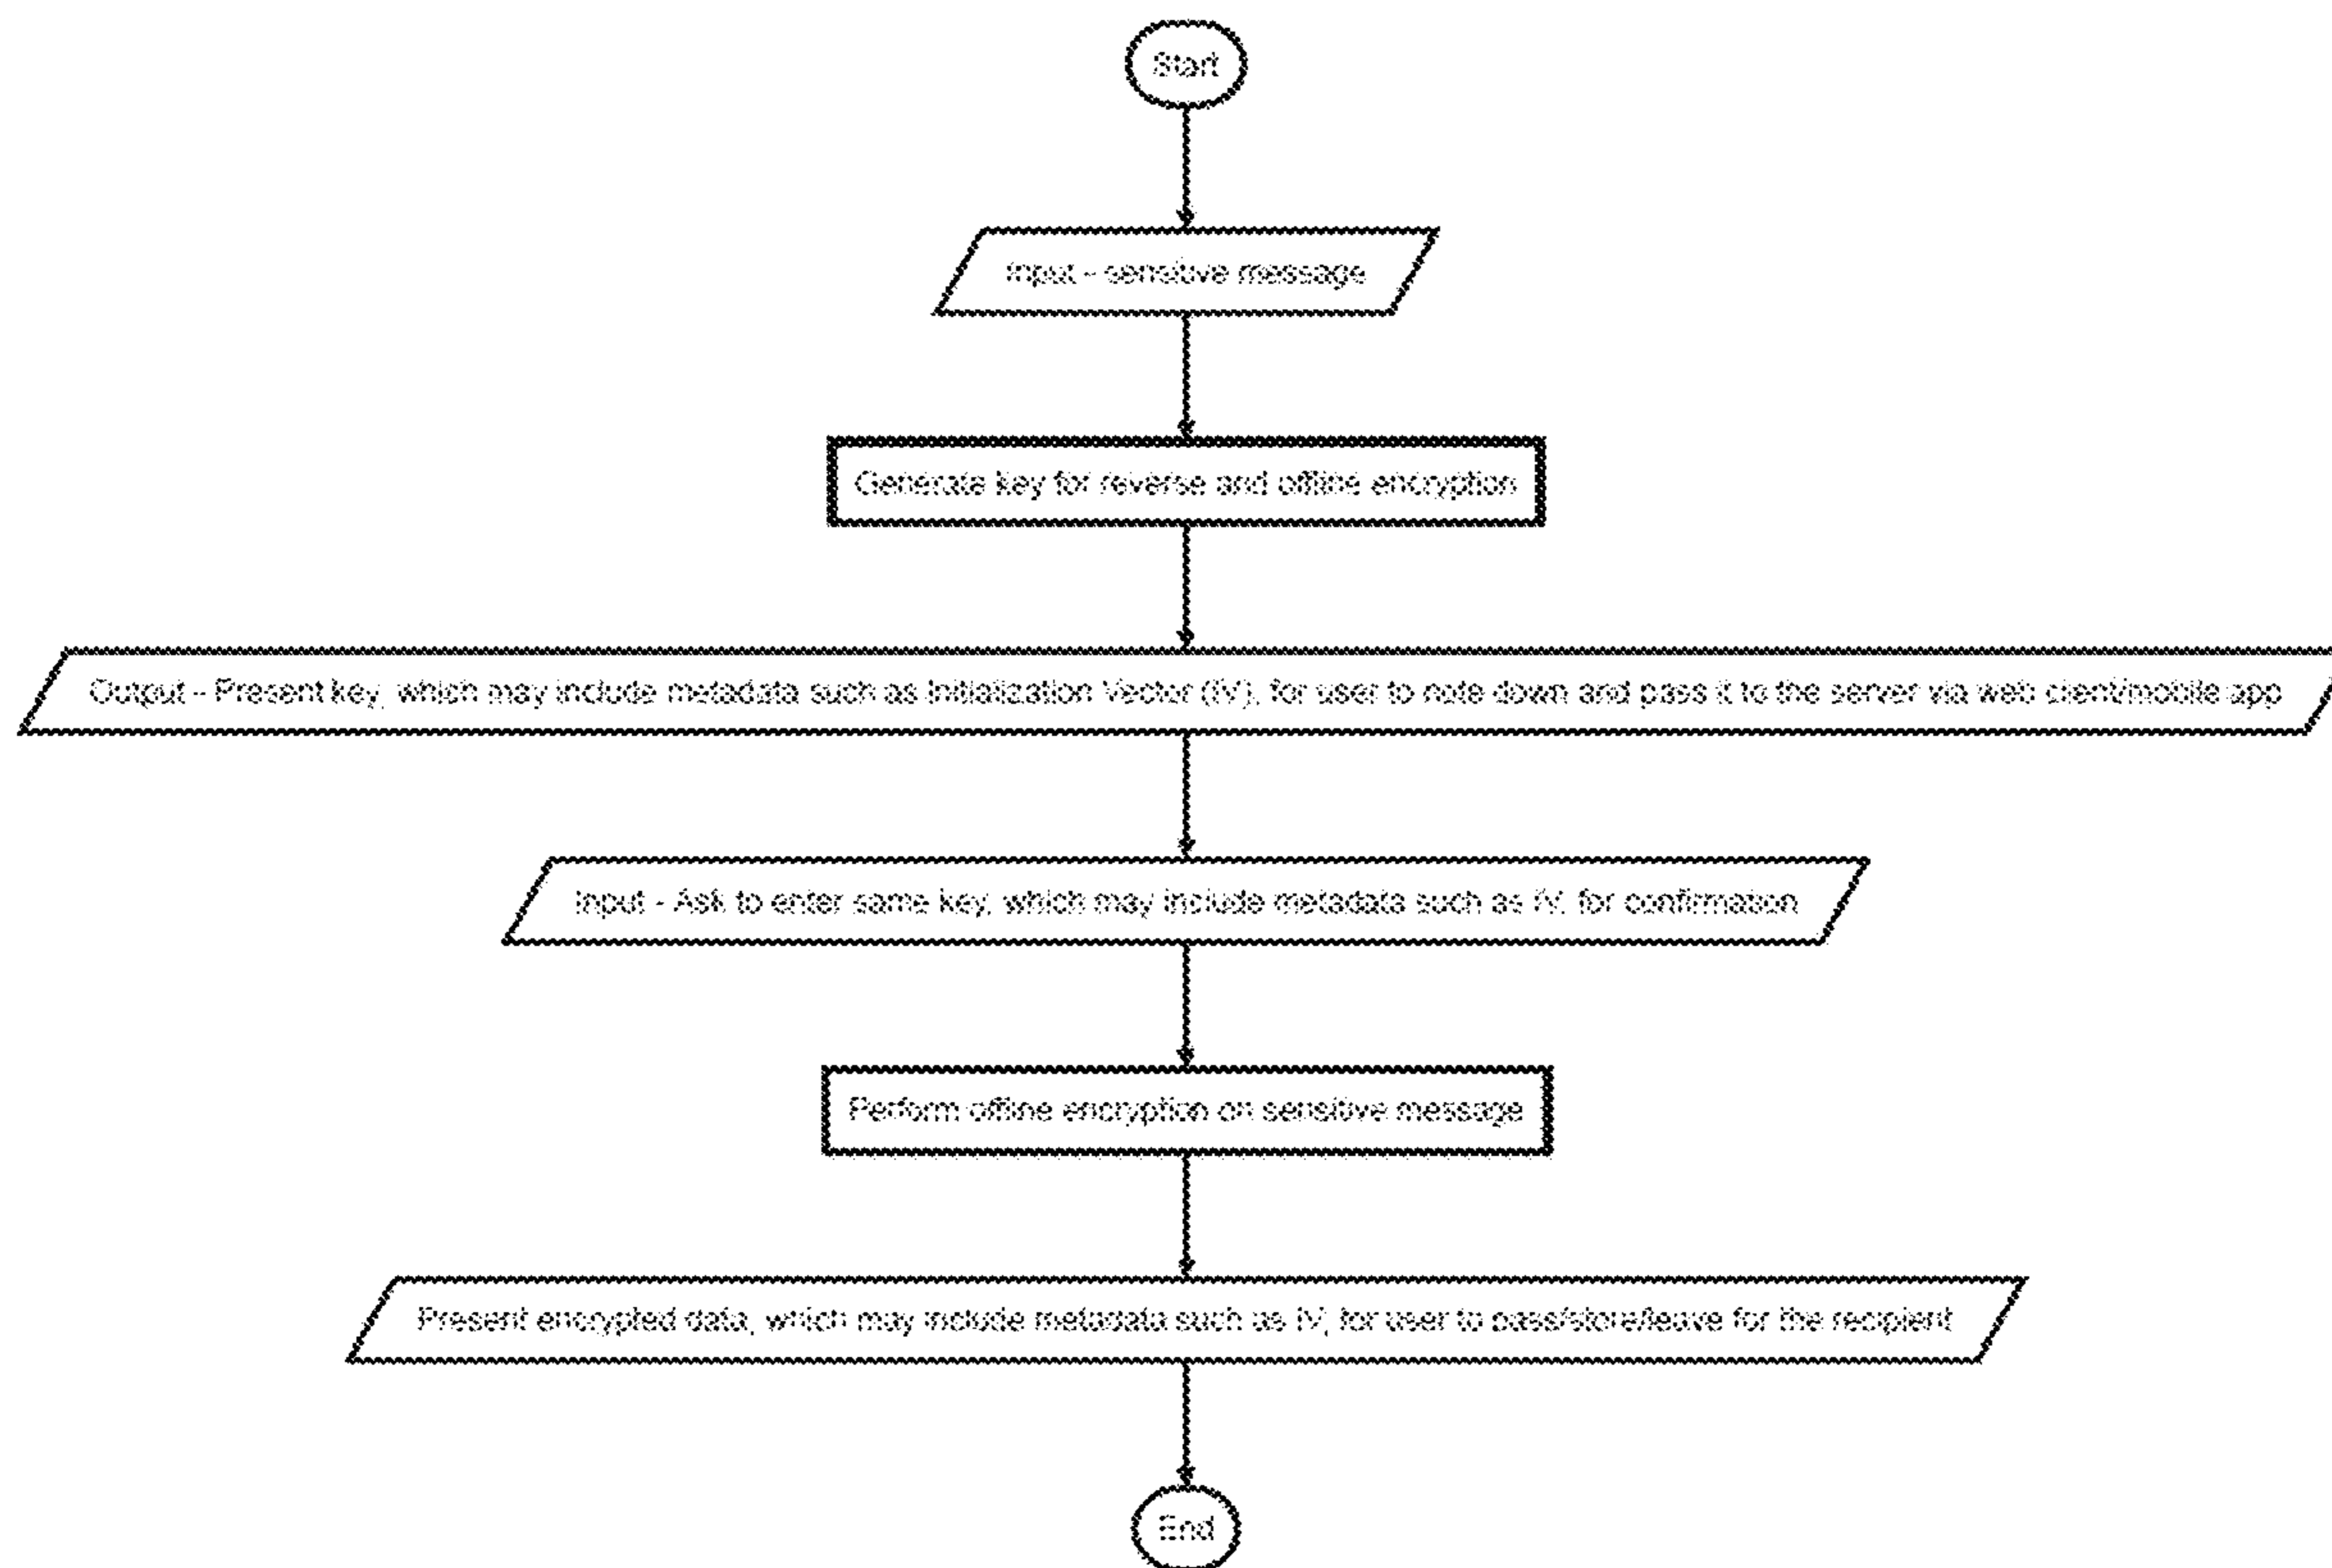 Start
Input - sensitive message
Generate key for reverse and offline encryption
Output - Present key, which may include metadata such as Initialization Vector (IV), for user to note down and pass it to the server via web client/mobile app
Input - Ask to enter same key, which may include metadata such as IV, for confirmation
Perform offline encryption on sensitive message
Present encrypted data, which may include metadata such as IV, for user to pass/store/leave for the recipient
End